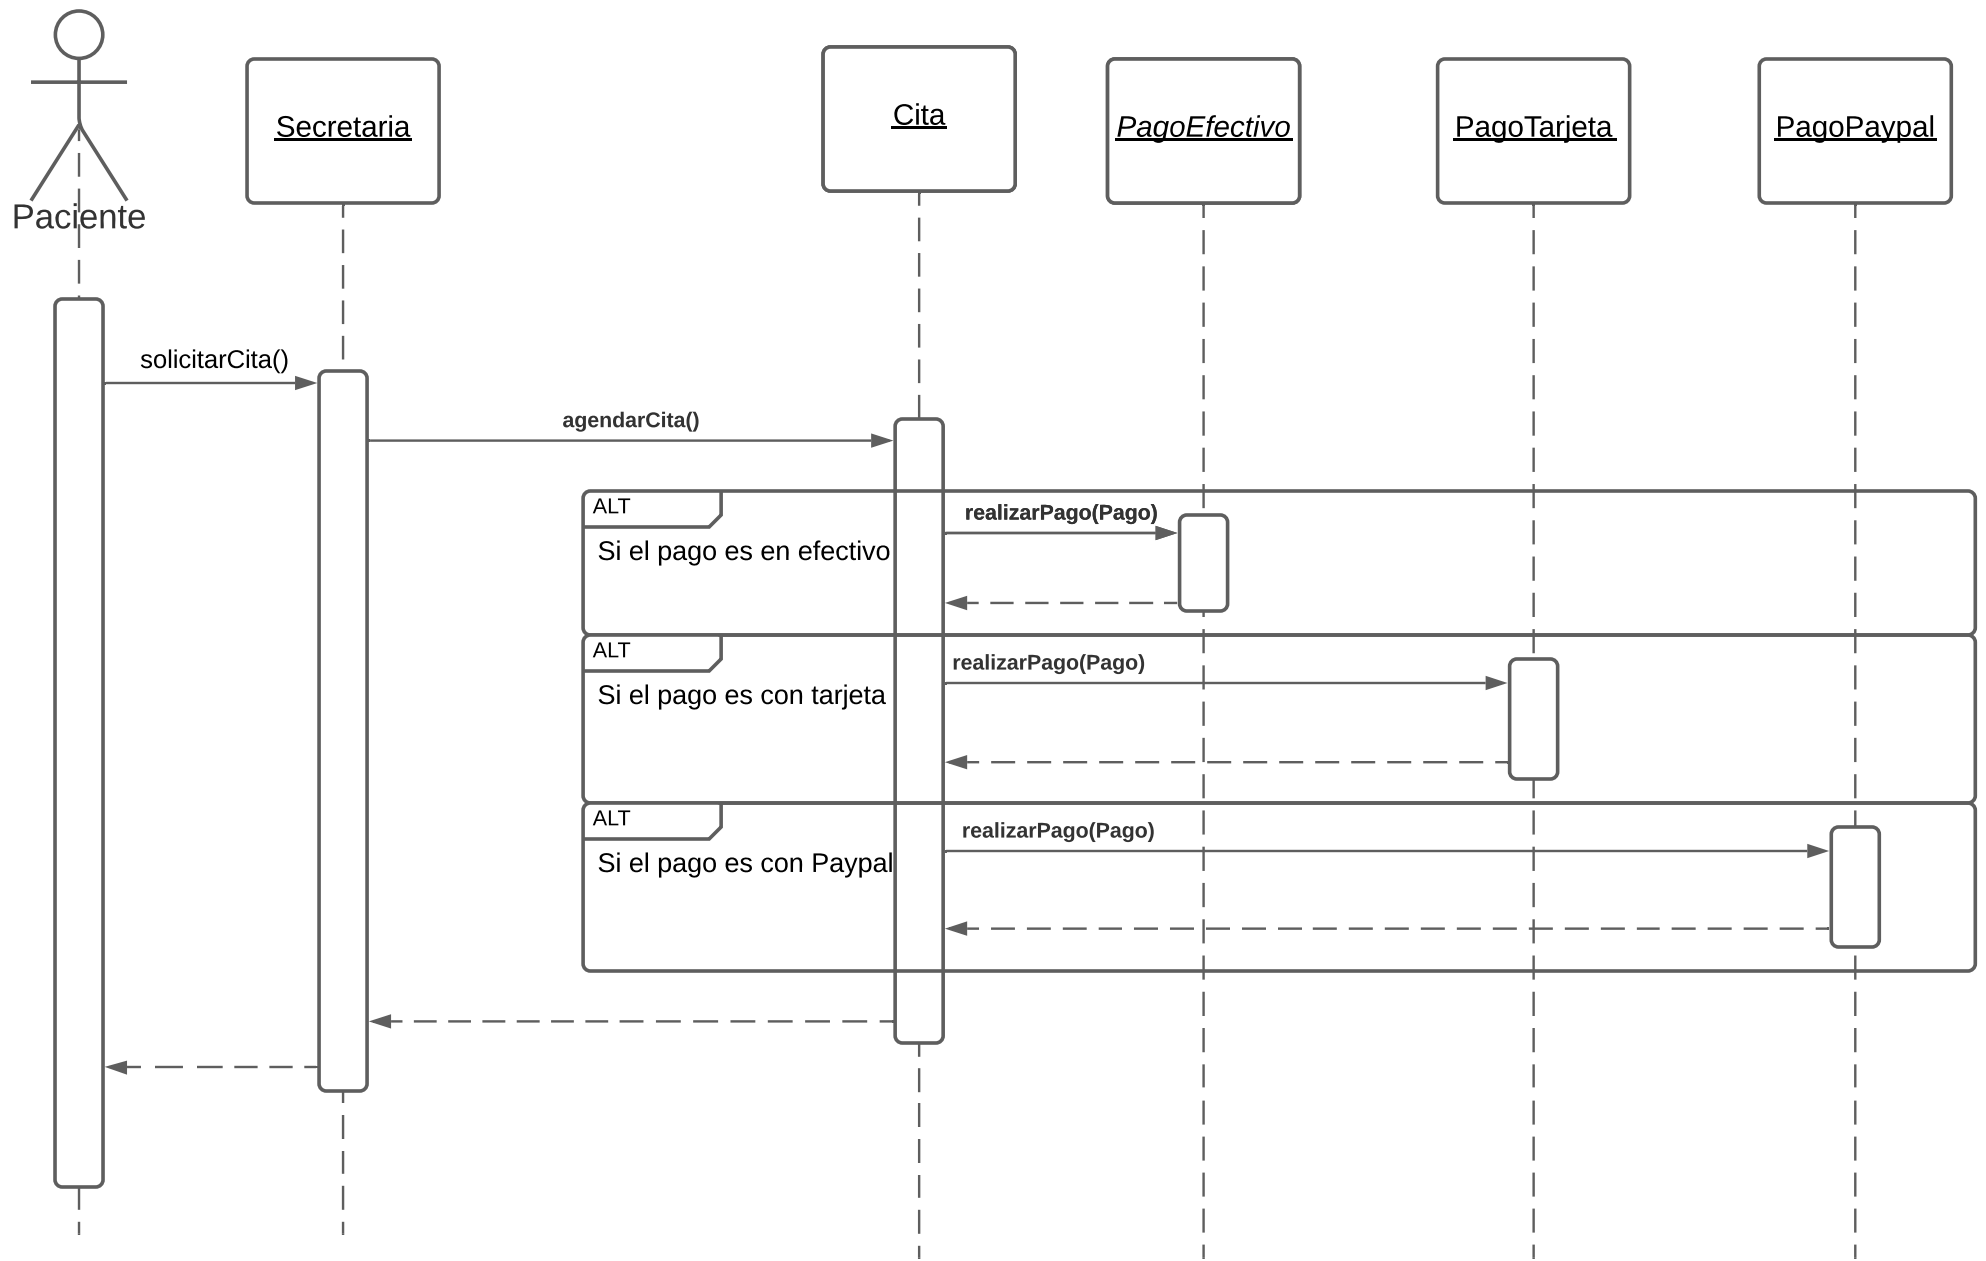 Paciente
Secretaria
Cita
PagoEfectivo
PagoTarjeta
PagoPaypal
solicitarCita()
agendarCita()
ALT
realizarPago(Pago)
Si el pago es en efectivo
ALT
realizarPago(Pago)
Si el pago es con tarjeta
ALT
realizarPago(Pago)
Si el pago es con Paypal